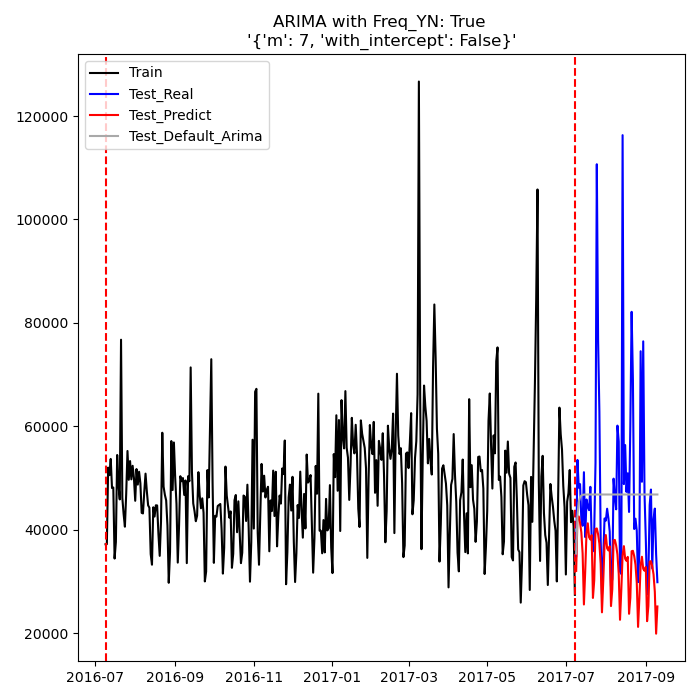 ARIMA with Freq_YN: True
'{'m': 7, 'with_intercept': False}'
Train
Test_Real
Test_Predict
Test_Default_Arima
120000
100000
80000
60000
40000
20000
2016-07 2016-09 2016-11 2017-01 2017-03 2017-05 2017-07 2017-09